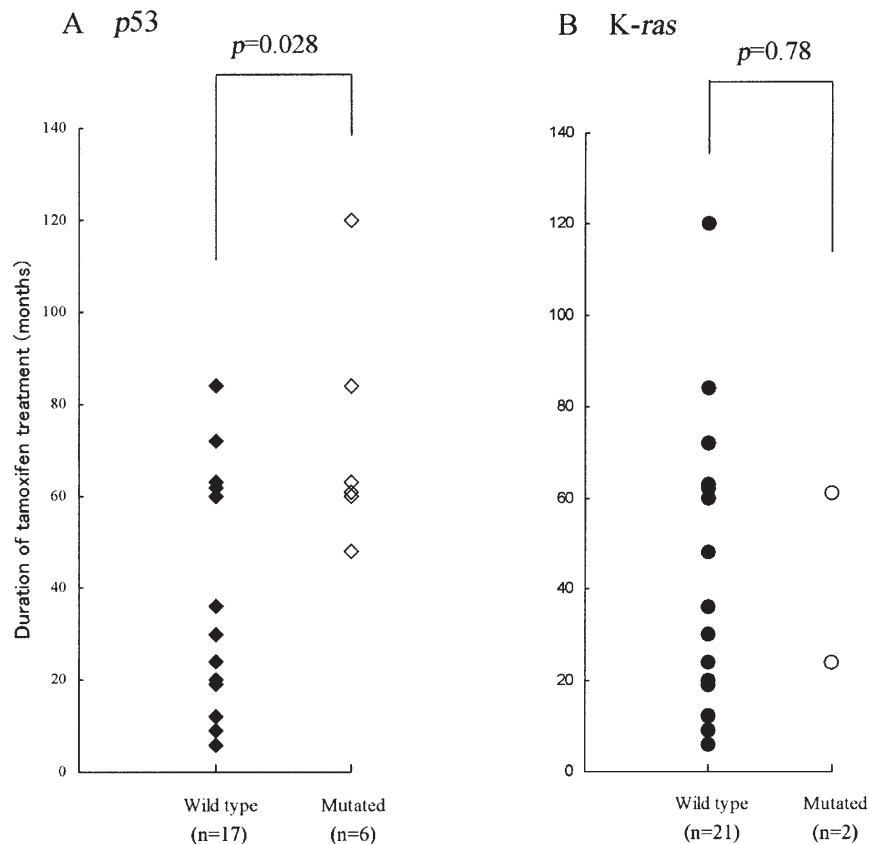 A p53
p=0.028
Duration of tamoxifen treatment (months)
140
120
100
80
60
40
20
0
Wild type
(n=17)
Mutated
(n=6)
B K-ras
p=0.78
140
120
100
80
60
40
20
0
Wild type
(n=21)
Mutated
(n=2)